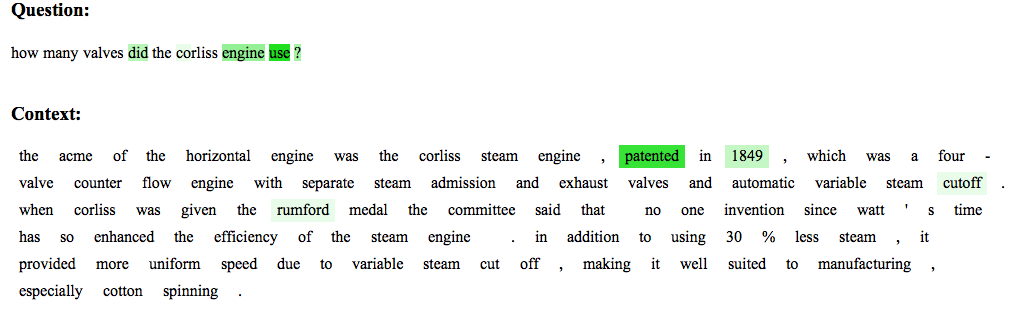 Question:
how many valves did the corliss engine use ?
Context:
the acme of the horizontal engine was the corliss steam engine , patented in 1849 , which was a four -
valve counter flow engine with separate steam admission and exhaust valves and automatic variable steam cutoff .
when corliss was given the rumford medal the committee said that no one invention since watt ' s time
has so enhanced the efficiency of the steam engine . in addition to using 30 % less steam , it
provided more uniform speed due to variable steam cut off , making it well suited to manufacturing ,
especially cotton spinning .